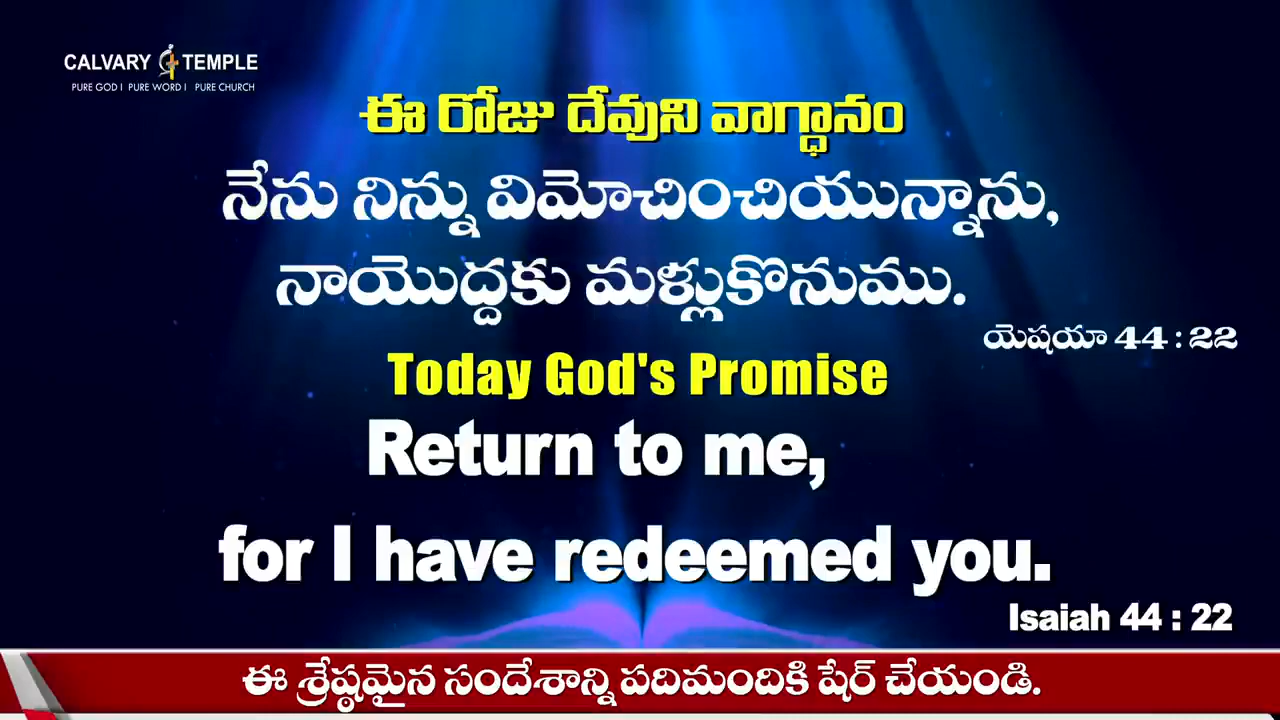 CALVARY TEMPLE
PURE GOD I PURE WORD I PURE CHURCH
ఈ రోజు దేవుని వాగ్ధానం
నేను నిన్ను విమోచించియున్నాను,
నాయొద్దకు మళ్లుకొనుము.
యెషయా 44 : 22
Today God's Promise
Return to me,
for I have redeemed you.
Isaiah 44 : 22
ఈ శ్రేష్ఠమైన సందేశాన్ని పదిమందికి షేర్ చేయండి.